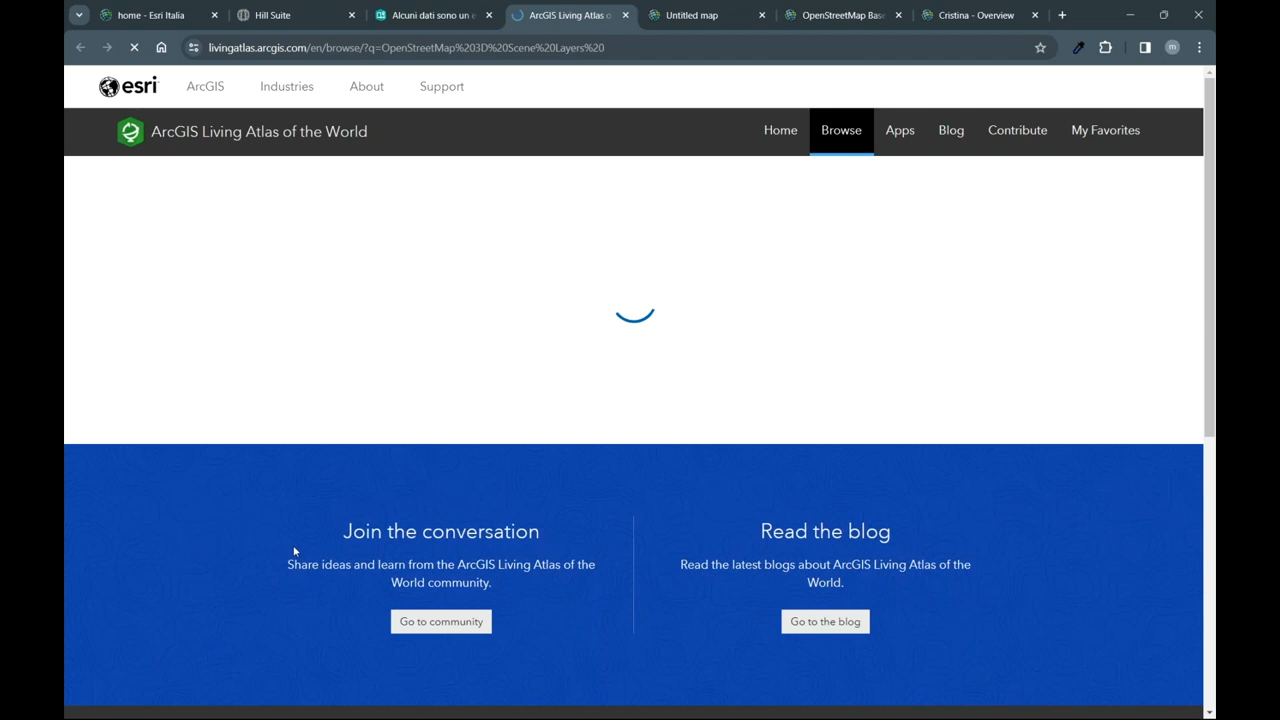 home - Esri Italia
Hill Suite
Alcuni dati sono un e
ArcGIS Living Atlas o
Untitled map
OpenStreetMap Base
Cristina - Overview
livingatlas.arcgis.com/en/browse/?q=OpenStreetMap%203D%20Scene%20Layers%20
m
esri
ArcGIS
Industries
About
Support
ArcGIS Living Atlas of the World
Home
Browse
Apps
Blog
Contribute
My Favorites
Join the conversation
Share ideas and learn from the ArcGIS Living Atlas of the
World community.
Go to community
Read the blog
Read the latest blogs about ArcGIS Living Atlas of the
World.
Go to the blog